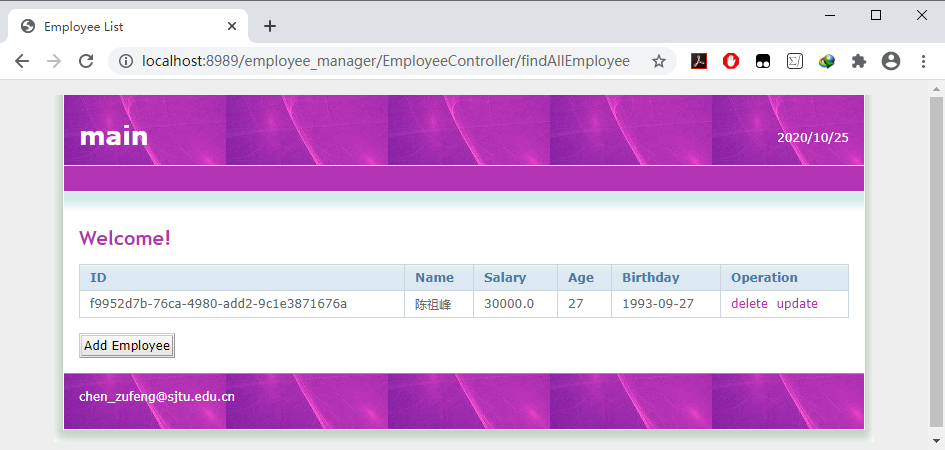 Employee List
localhost:8989/employee_manager/EmployeeController/findAllEmployee
main
2020/10/25
Welcome!
ID Name Salary Age Birthday Operation
f9952d7b-76ca-4980-add2-9c1e3871676a 陈祖峰 30000.0 27 1993-09-27 delete update
Add Employee
chen_zufeng@sjtu.edu.cn